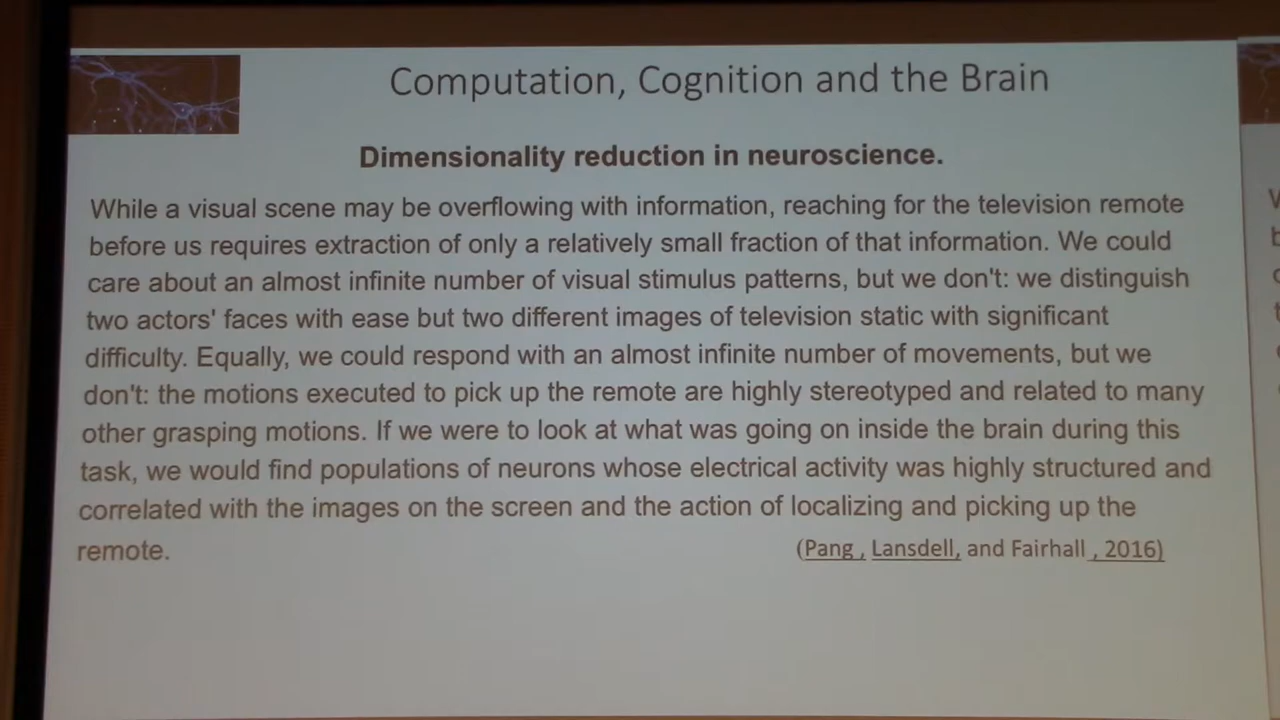 Computation, Cognition and the Brain
Dimensionality reduction in neuroscience.
While a visual scene may be overflowing with information, reaching for the television remote
before us requires extraction of only a relatively small fraction of that information. We could
care about an almost infinite number of visual stimulus patterns, but we don't: we distinguish
two actors' faces with ease but two different images of television static with significant
difficulty. Equally, we could respond with an almost infinite number of movements, but we
don't: the motions executed to pick up the remote are highly stereotyped and related to many
other grasping motions. If we were to look at what was going on inside the brain during this
task, we would find populations of neurons whose electrical activity was highly structured and
correlated with the images on the screen and the action of localizing and picking up the
remote. (Pang , Lansdell, and Fairhall , 2016)